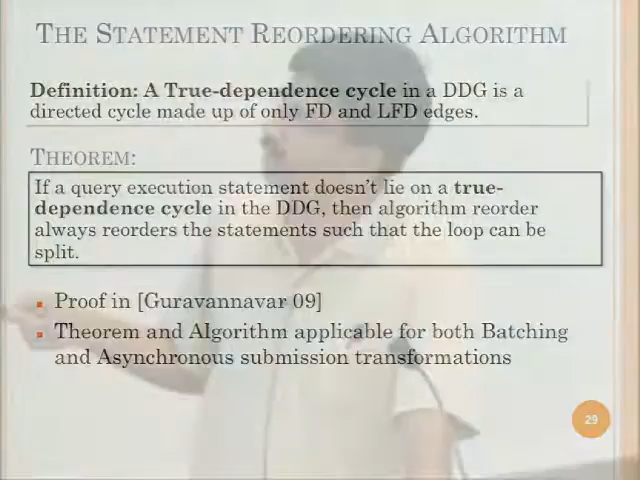 THE STATEMENT REORDERING ALGORITHM
Definition: A True-dependence cycle in a DDG is a
directed cycle made up of only FD and LFD edges.
THEOREM:
If a query execution statement doesn't lie on a true-
dependence cycle in the DDG, then algorithm reorder
always reorders the statements such that the loop can be
split.
Proof in [Guravannavar 09]
Theorem and Algorithm applicable for both Batching
and Asynchronous submission transformations
29